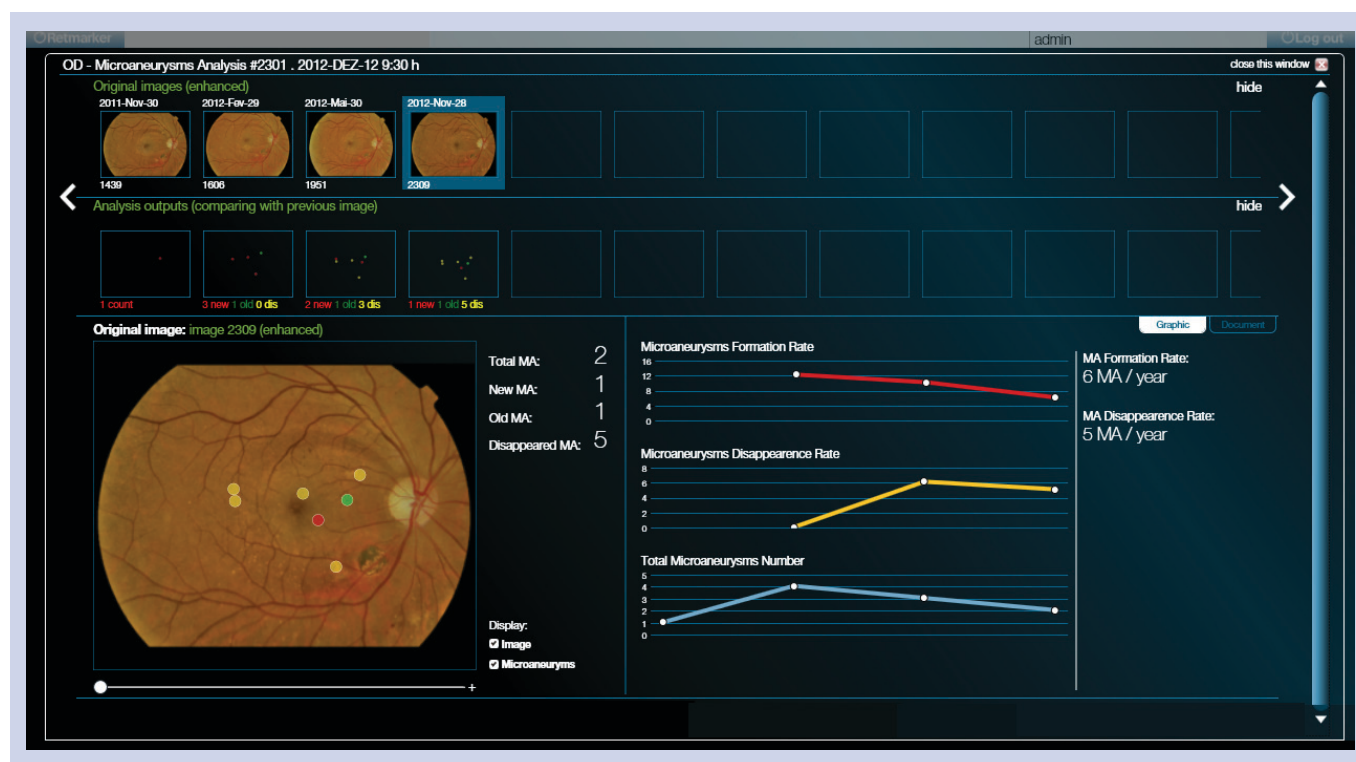 Retmarker
admin
Log out
OD - Microaneurysms Analysis #2301 . 2012-DEZ-12 9:30 h
close this window
Original images (enhanced)
hide
2011-Nov-30
2012-Fev-29
2012-Mai-30
2012-Nov-28
1439
1606
1951
2309
Analysis outputs (comparing with previous image)
hide
1 count
3 new 1 old 0 dis
2 new 1 old 3 dis
1 new 1 old 5 dis
Original image: image 2309 (enhanced)
Total MA: 2
New MA: 1
Old MA: 1
Disappeared MA: 5
Display:
Image
Microaneuryms
+
Graphic
Document
Microaneurysms Formation Rate
16
12
8
4
0
Microaneurysms Disappearence Rate
8
6
4
2
0
Total Microaneurysms Number
5
4
3
2
1
0
MA Formation Rate:
6 MA / year
MA Disappearence Rate:
5 MA / year